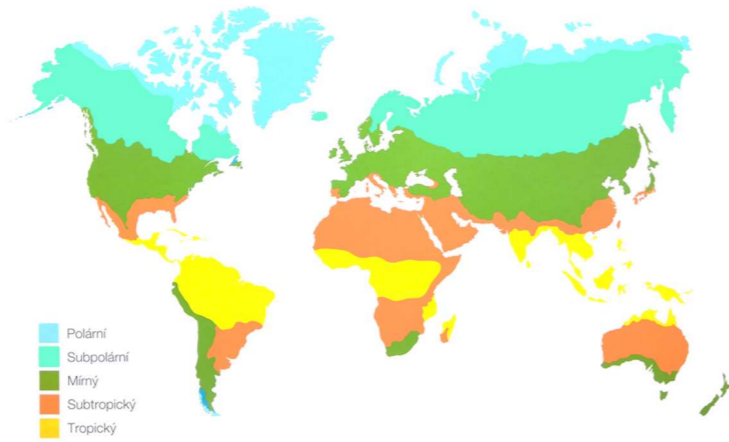 Polární
Subpolární
Mírný
Subtropický
Tropický